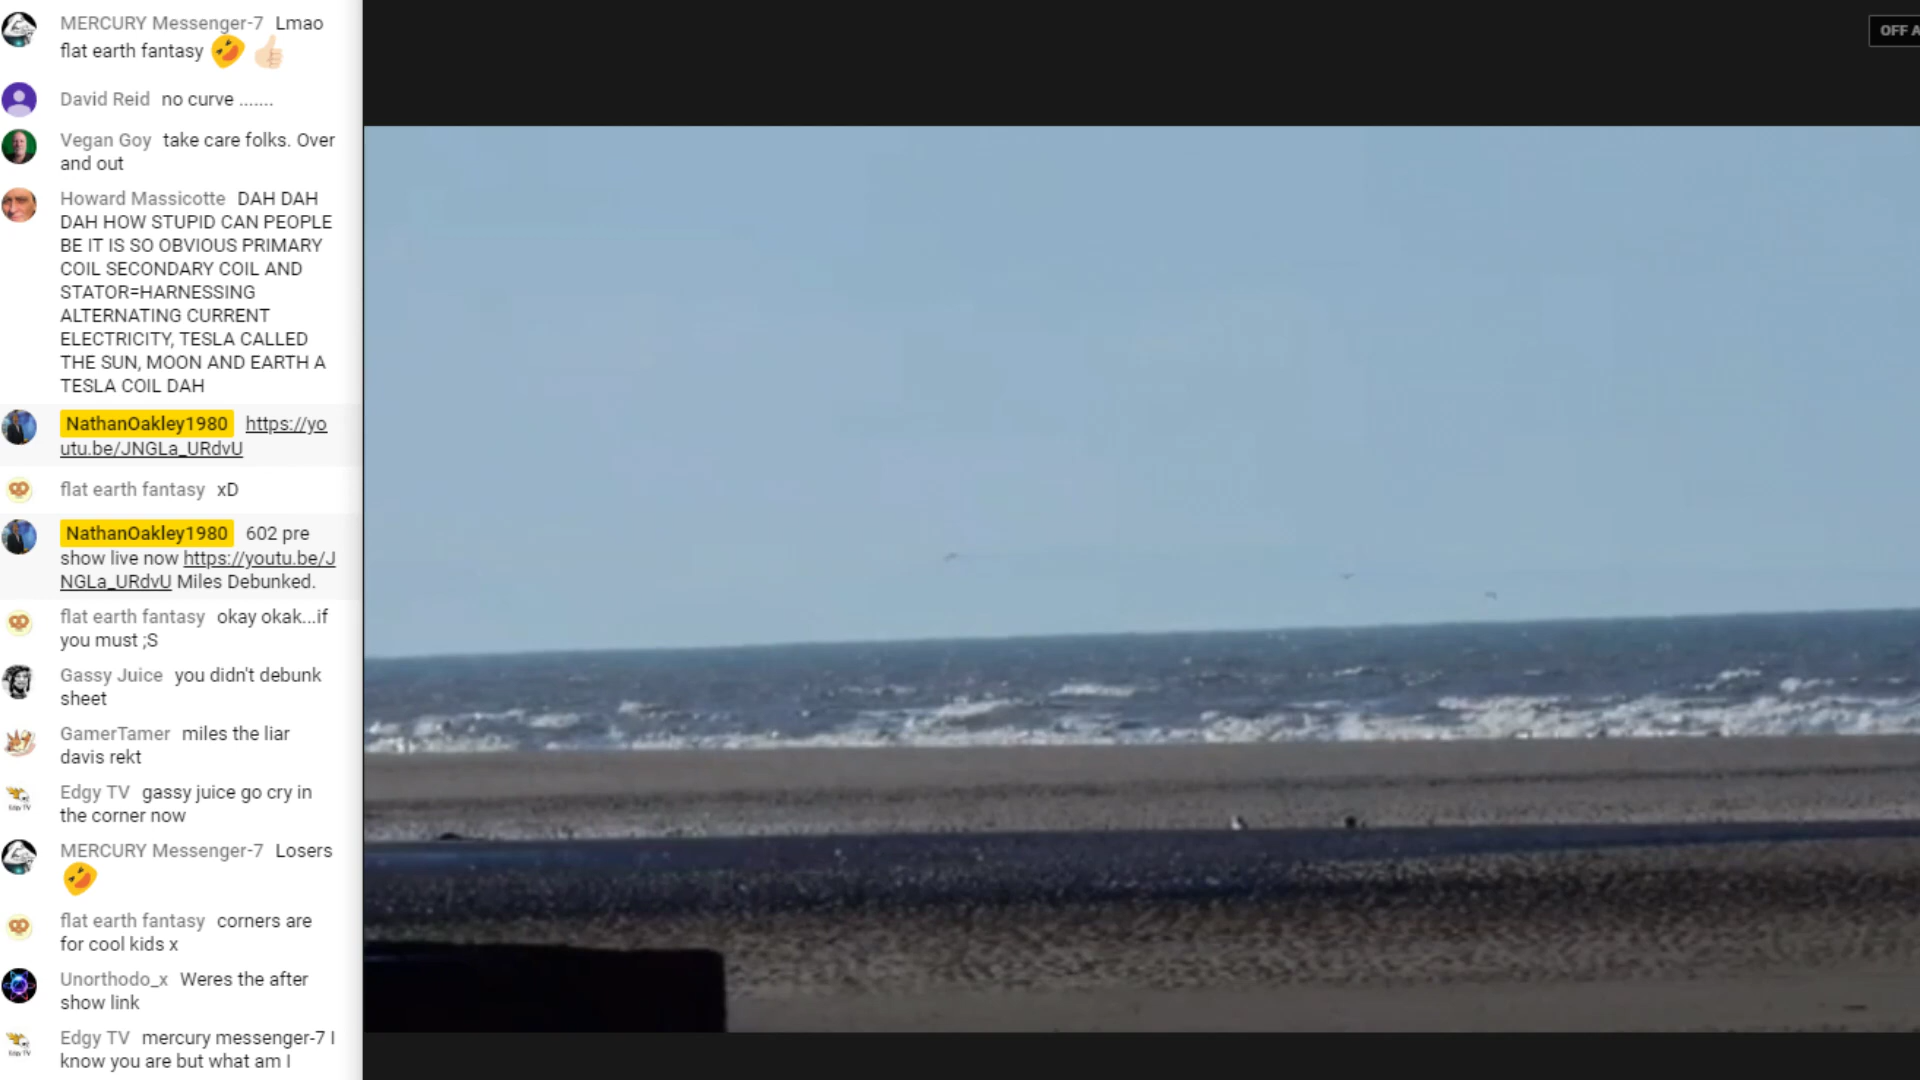 MERCURY Messenger-7 Lmao
flat earth fantasy 🤣 👍🏻
David Reid no curve .......
Vegan Goy take care folks. Over
and out
Howard Massicotte DAH DAH
DAH HOW STUPID CAN PEOPLE
BE IT IS SO OBVIOUS PRIMARY
COIL SECONDARY COIL AND
STATOR=HARNESSING
ALTERNATING CURRENT
ELECTRICITY, TESLA CALLED
THE SUN, MOON AND EARTH A
TESLA COIL DAH
NathanOakley1980 https://yo
utu.be/JNGLa_URdvU
flat earth fantasy xD
NathanOakley1980 602 pre
show live now https://youtu.be/J
NGLa_URdvU Miles Debunked.
flat earth fantasy okay okak...if
you must ;S
Gassy Juice you didn't debunk
sheet
GamerTamer miles the liar
davis rekt
Edgy TV gassy juice go cry in
the corner now
MERCURY Messenger-7 Losers
🤣
flat earth fantasy corners are
for cool kids x
Unorthodo_x Weres the after
show link
Edgy TV mercury messenger-7 I
know you are but what am I
OFF A